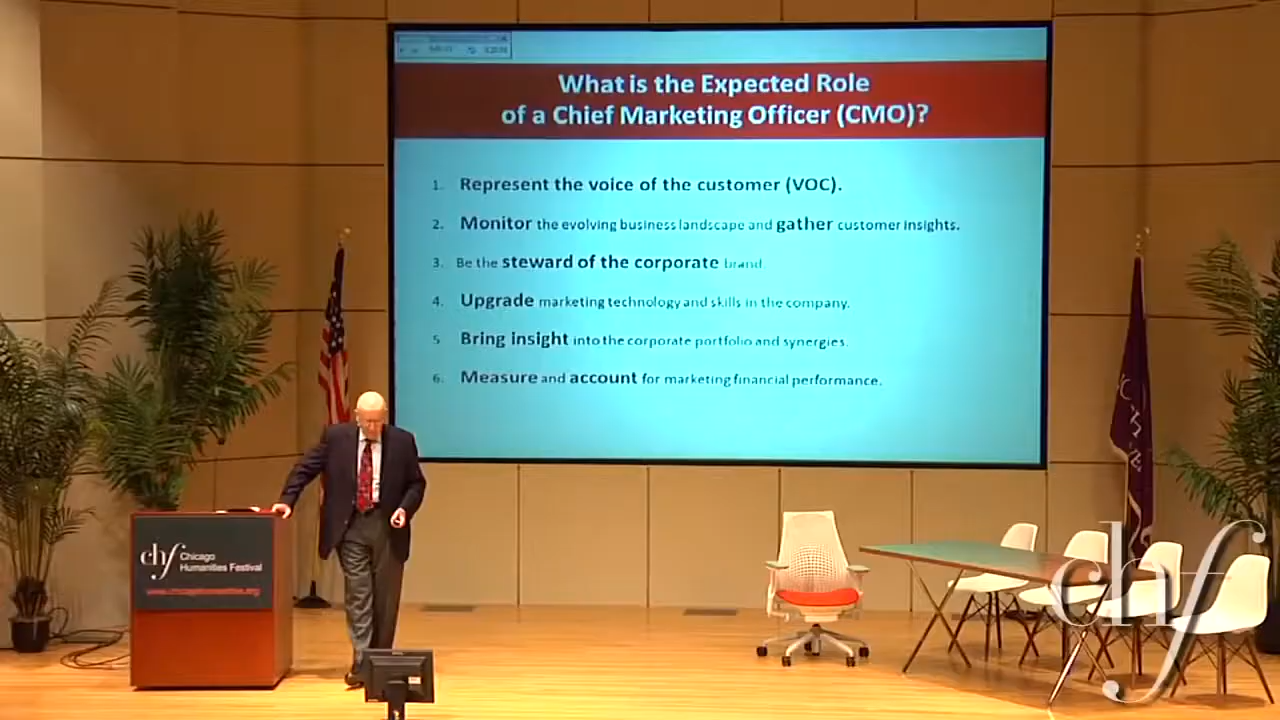 What is the Expected Role
of a Chief Marketing Officer (CMO)?
1. Represent the voice of the customer (VOC).
2. Monitor the evolving business landscape and gather customer insights.
3. Be the steward of the corporate brand.
4. Upgrade marketing technology and skills in the company.
5. Bring insight into the corporate portfolio and synergies.
6. Measure and account for marketing financial performance.
chf Chicago
Humanities Festival
chf